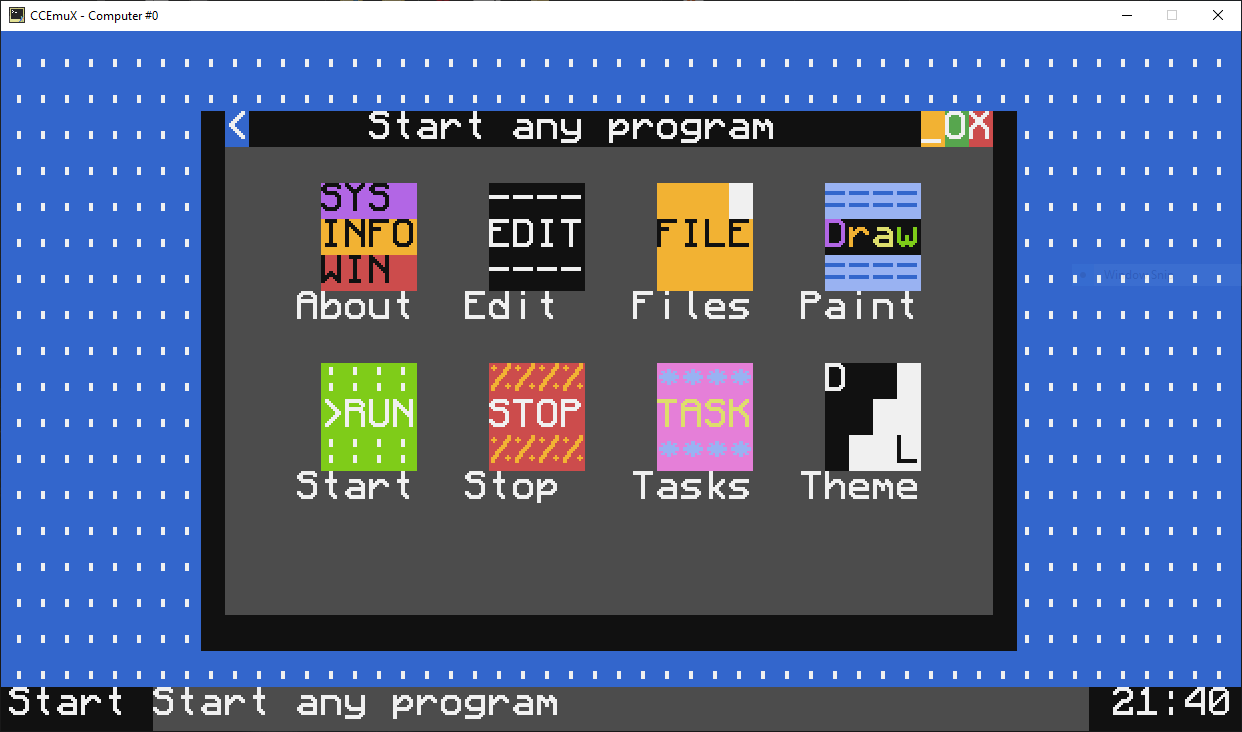 CCEmuX - Computer #0
< Start any program _OX
SYS
INFO
WIN
About
EDIT
Edit
FILE
Files
Draw
Paint
>RUN
Start
STOP
Stop
TASK
Tasks
D
L
Theme
Start Start any program 21:40